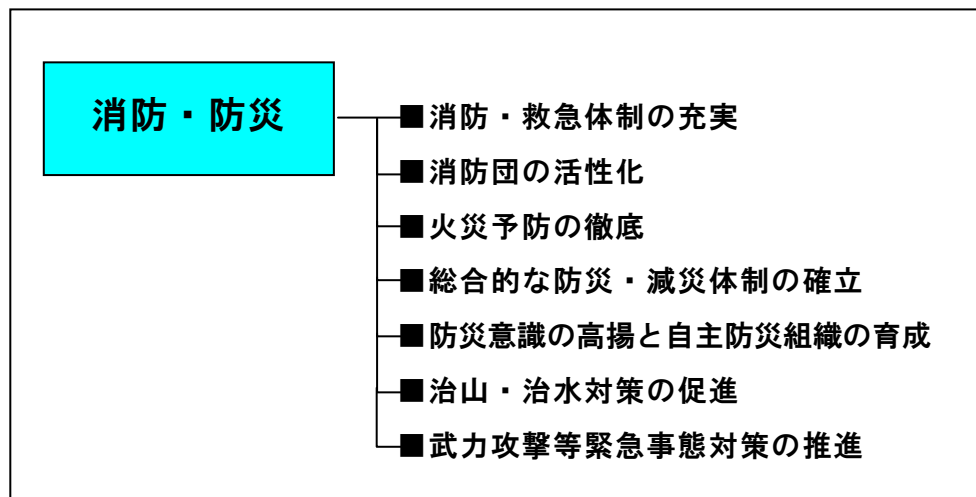 消防・防災
■消防・救急体制の充実
■消防団の活性化
■火災予防の徹底
■総合的な防災・減災体制の確立
■防災意識の高揚と自主防災組織の育成
■治山・治水対策の促進
■武力攻撃等緊急事態対策の推進